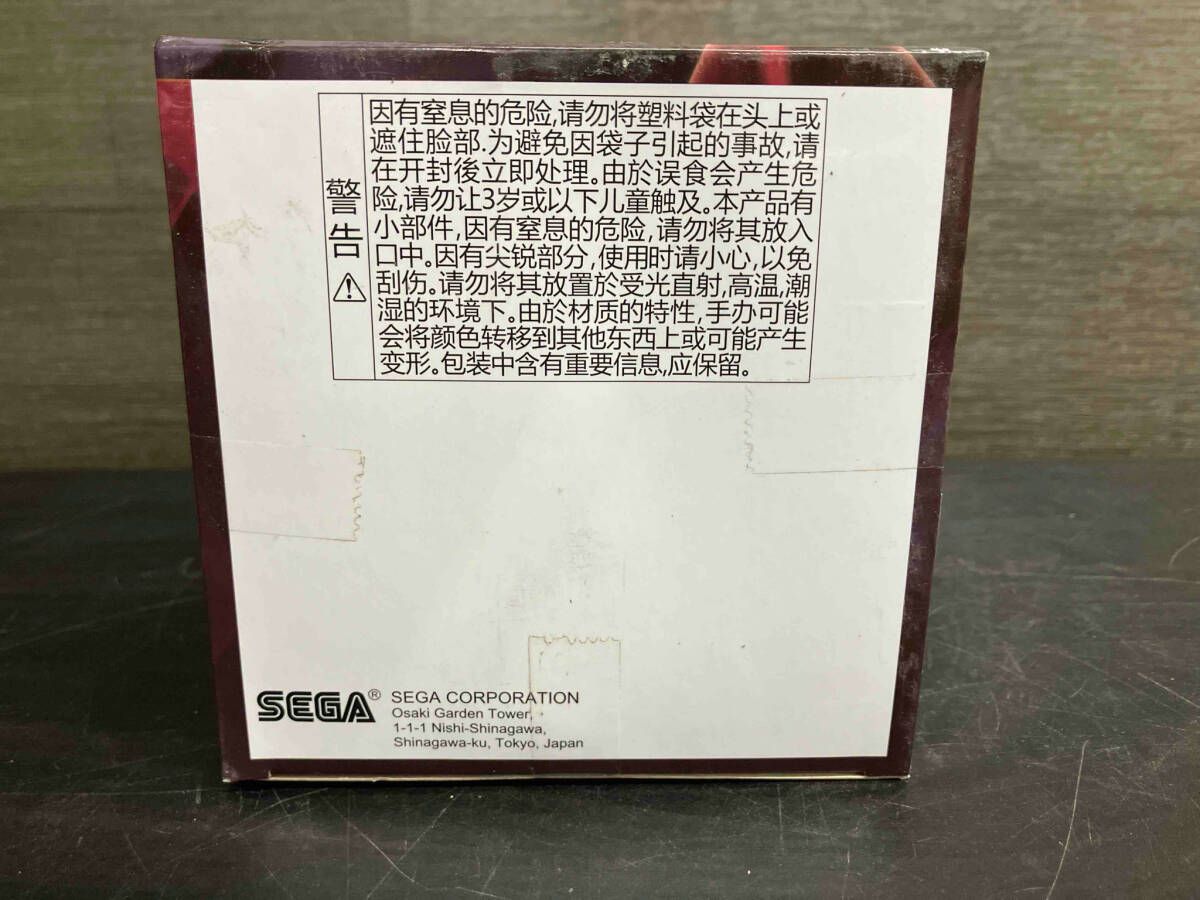 警告
因有窒息的危险,请勿将塑料袋在头上或
遮住脸部.为避免因袋子引起的事故,请
在开封後立即处理。由於误食会产生危
险,请勿让3岁或以下儿童触及。本产品有
小部件,因有窒息的危险,请勿将其放入
口中。因有尖锐部分,使用时请小心,以免
刮伤。请勿将其放置於受光直射,高温,潮
湿的环境下。由於材质的特性,手办可能
会将颜色转移到其他东西上或可能产生
变形。包装中含有重要信息,应保留。
SEGA® SEGA CORPORATION
Osaki Garden Tower,
1-1-1 Nishi-Shinagawa,
Shinagawa-ku, Tokyo, Japan